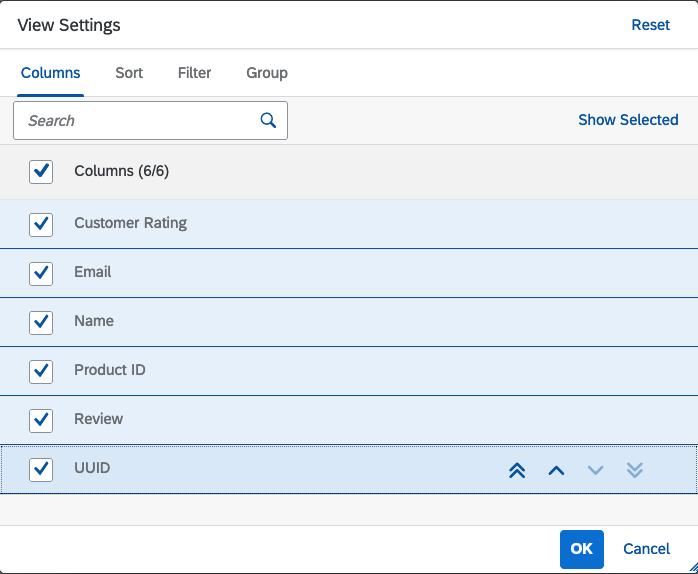 View Settings
Reset
Columns Sort Filter Group
Search
Show Selected
Columns (6/6)
Customer Rating
Email
Name
Product ID
Review
UUID
OK
Cancel